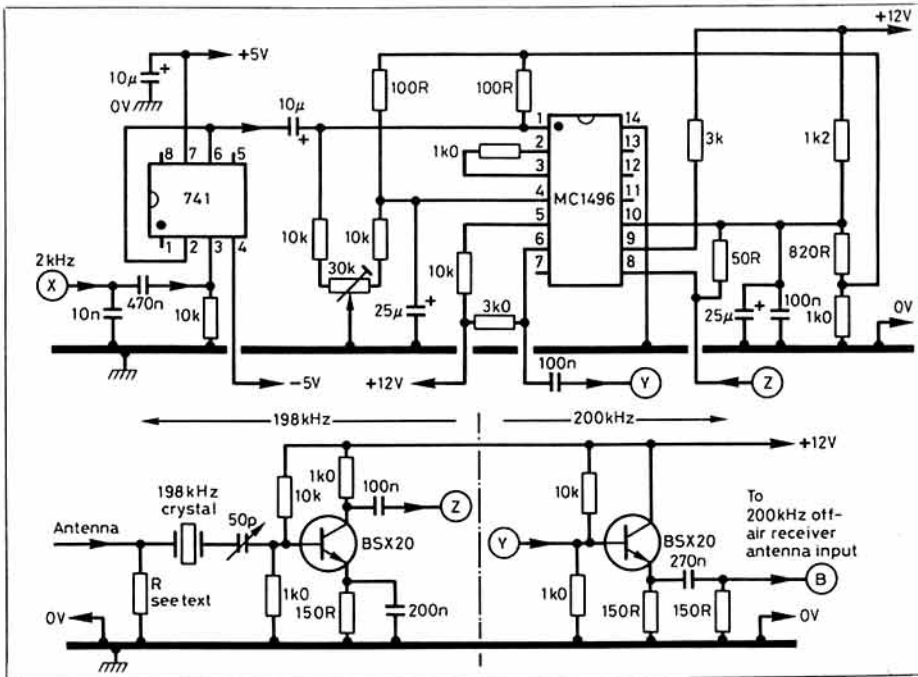 +12V
10µ
+
+5V
0V
10µ
+
100R
100R
8 7 6 5
741
1 2 3 4
1k0
1 14
2 13
3 12
4 11
5 10
6 9
7 8
MC1496
3k
1k2
2kHz
X
470n
10n
10k
10k
10k
30k
25µ
+
10k
3k0
50R
25µ
+
100n
820R
1k0
0V
-5V
+12V
100n
Y
Z
198kHz
200kHz
+12V
1k0
10k
100n
Z
198kHz
crystal
50p
Antenna
BSX20
R
see text
1k0
150R
200n
0V
10k
Y
BSX20
270n
1k0
150R
150R
To
200kHz off-
air receiver
antenna input
B
0V